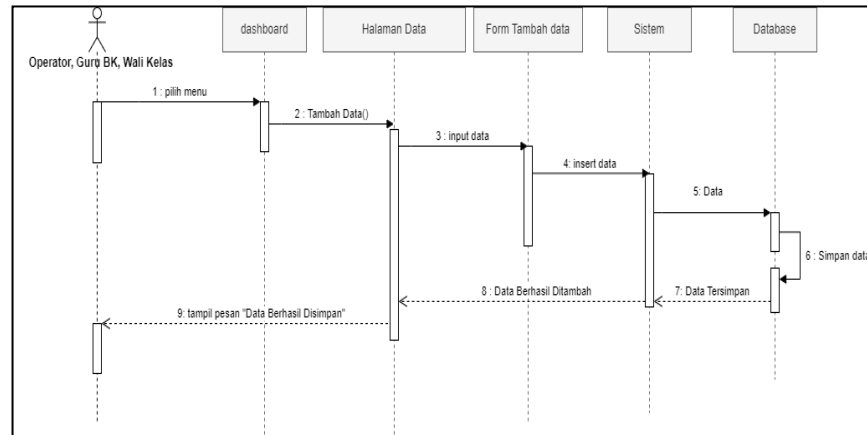 dashboard
Halaman Data
Form Tambah data
Sistem
Database
Operator, Guru BK, Wali Kelas
1 : pilih menu
2 : Tambah Data()
3 : input data
4: insert data
5: Data
6 : Simpan data
7: Data Tersimpan
8 : Data Berhasil Ditambah
9: tampil pesan "Data Berhasil Disimpan"